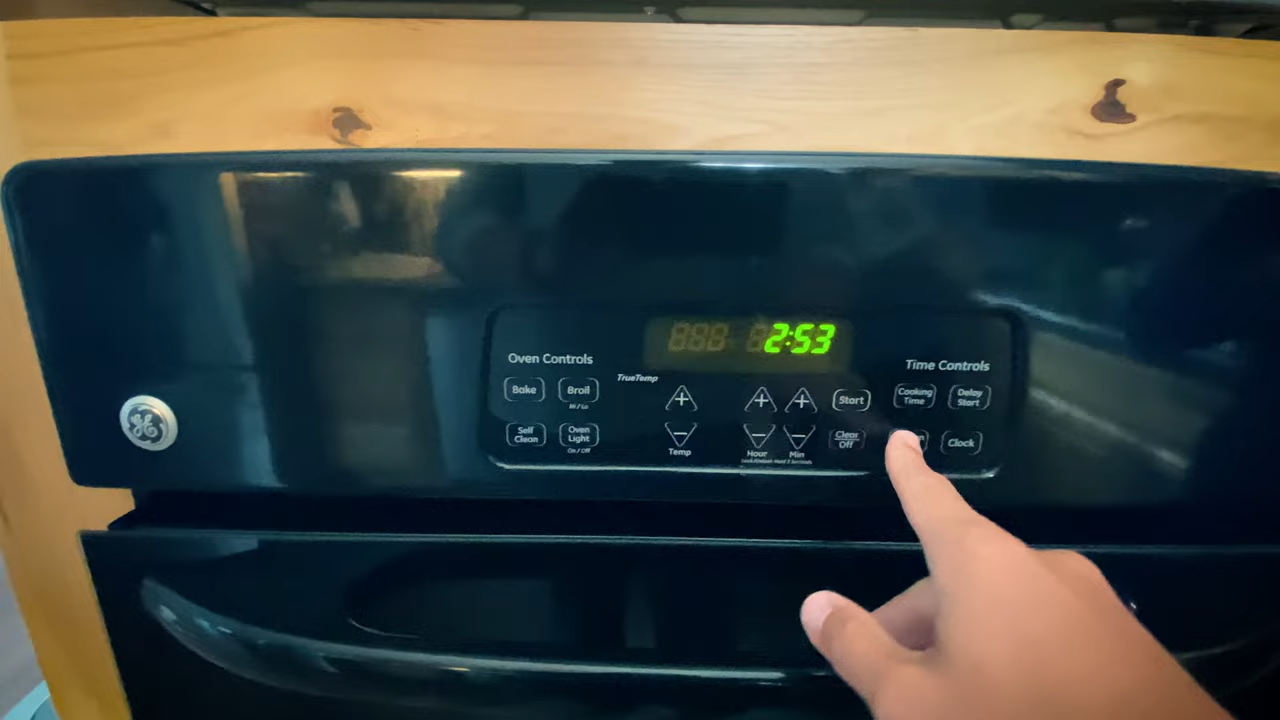 2:53
Oven Controls
Time Controls
TrueTemp
Bake
Broil
Hi/Lo
Start
Cooking
Time
Delay
Start
Self
Clean
Oven
Light
On/Off
Temp
Hour
Min
Clear
Off
Clock
GE